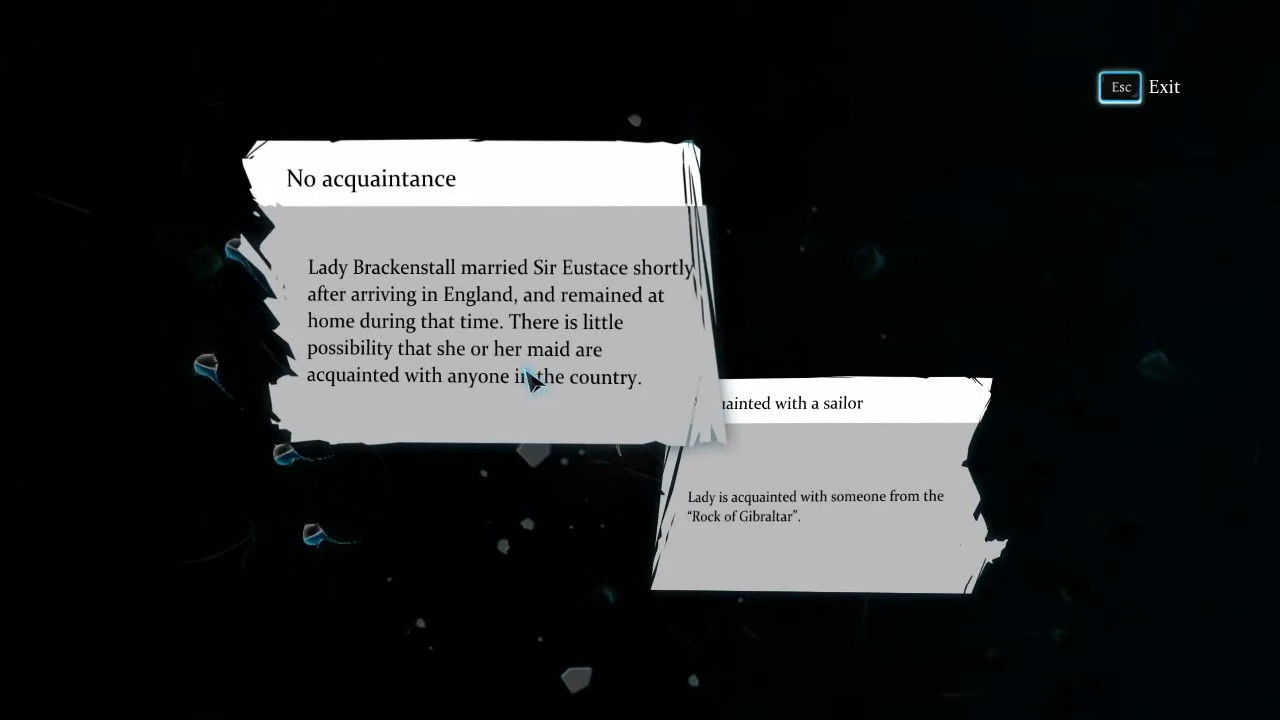 Esc Exit
No acquaintance
Lady Brackenstall married Sir Eustace shortly
after arriving in England, and remained at
home during that time. There is little
possibility that she or her maid are
acquainted with anyone in the country.
with a sailor
Lady is acquainted with someone from the
“Rock of Gibraltar”.